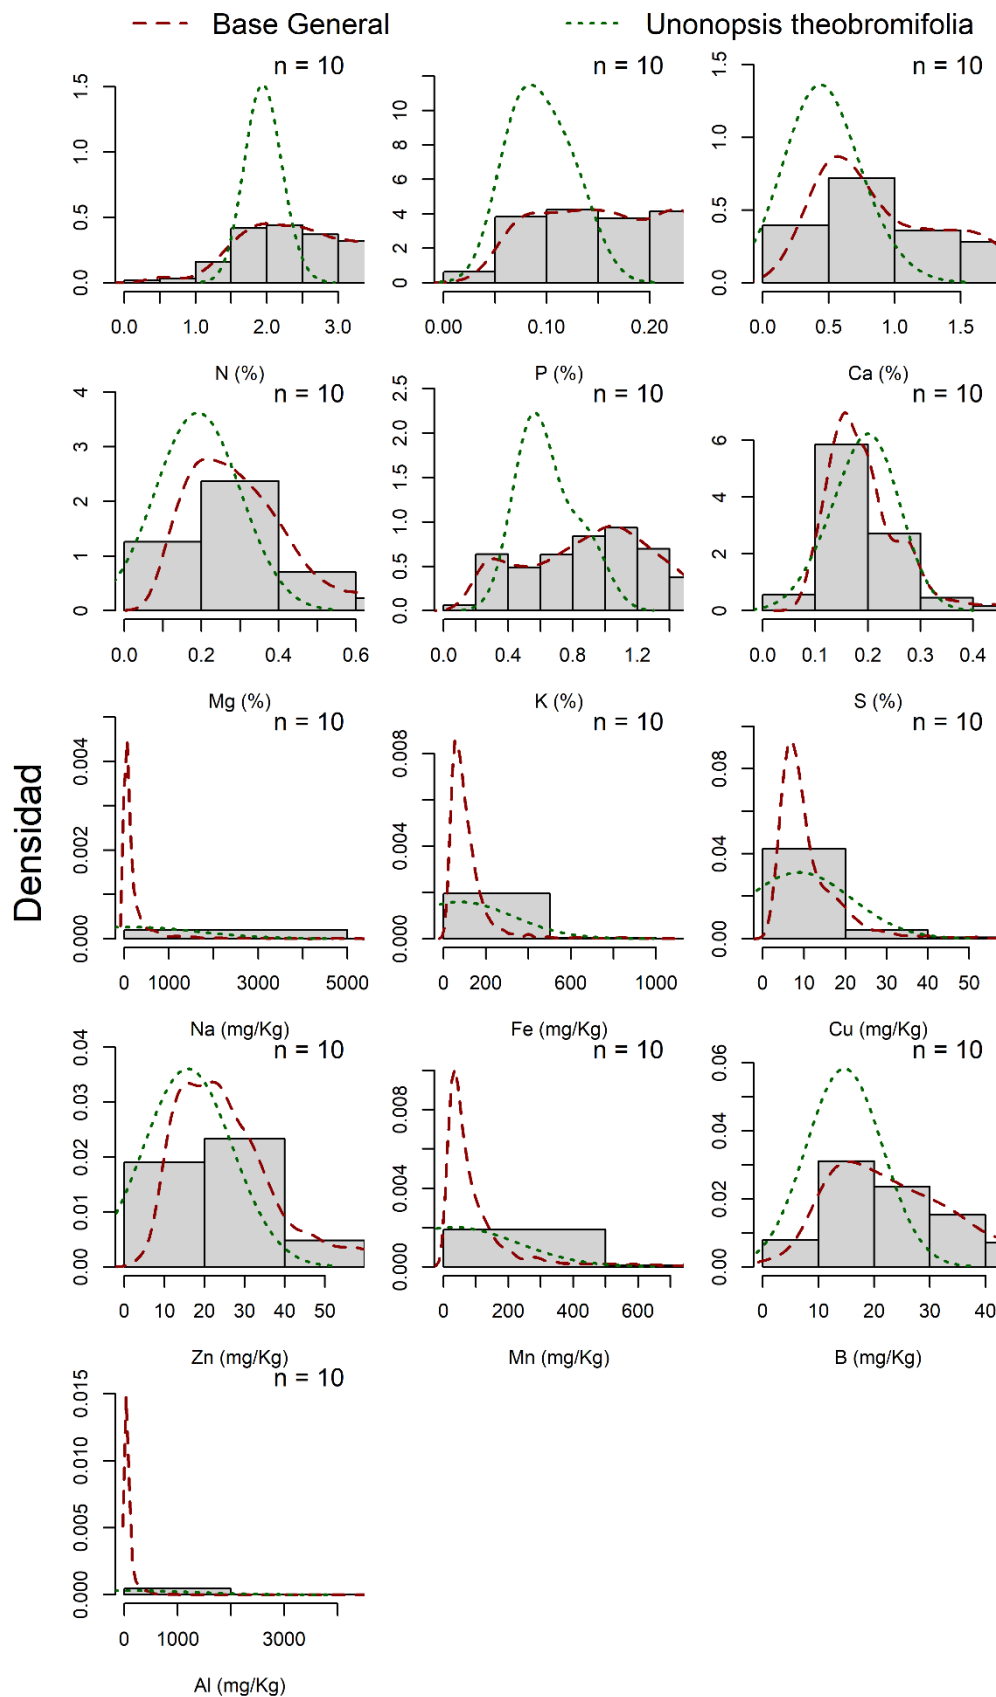 Base General
Unonopsis theobromifolia
Densidad
n = 10
0.0 0.5 1.0 1.5
0.0 1.0 2.0 3.0
N (%)
n = 10
0 2 4 6 8 10
0.00 0.10 0.20
P (%)
n = 10
0.0 0.5 1.0 1.5
0.0 0.5 1.0 1.5
Ca (%)
n = 10
0 1 2 3 4
0.0 0.2 0.4 0.6
Mg (%)
n = 10
0.0 0.5 1.0 1.5 2.0 2.5
0.4 0.8 1.2
K (%)
n = 10
0 2 4 6
0.0 0.1 0.2 0.3 0.4
S (%)
n = 10
0.000 0.002 0.004
0 1000 3000 5000
Na (mg/Kg)
n = 10
0.000 0.004 0.008
0 200 600 1000
Fe (mg/Kg)
n = 10
0.00 0.04 0.08
0 10 20 30 40 50
Cu (mg/Kg)
n = 10
0.00 0.01 0.02 0.03 0.04
0 10 20 30 40 50
Zn (mg/Kg)
n = 10
0.000 0.004 0.008
0 200 400 600
Mn (mg/Kg)
n = 10
0.00 0.02 0.04 0.06
0 10 20 30 40
B (mg/Kg)
n = 10
0.000 0.005 0.010 0.015
0 1000 3000
Al (mg/Kg)